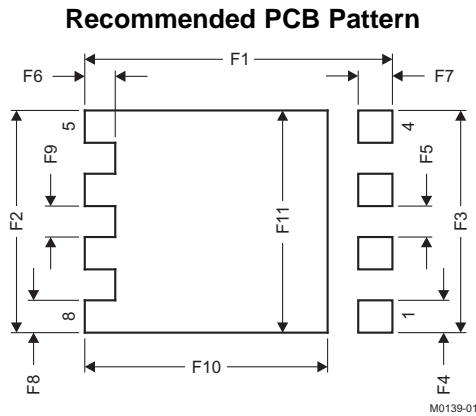 Recommended PCB Pattern
F1
F6
F7
5
4
F9
F5
F2
F11
F3
8
1
F10
F8
F4
M0139-01